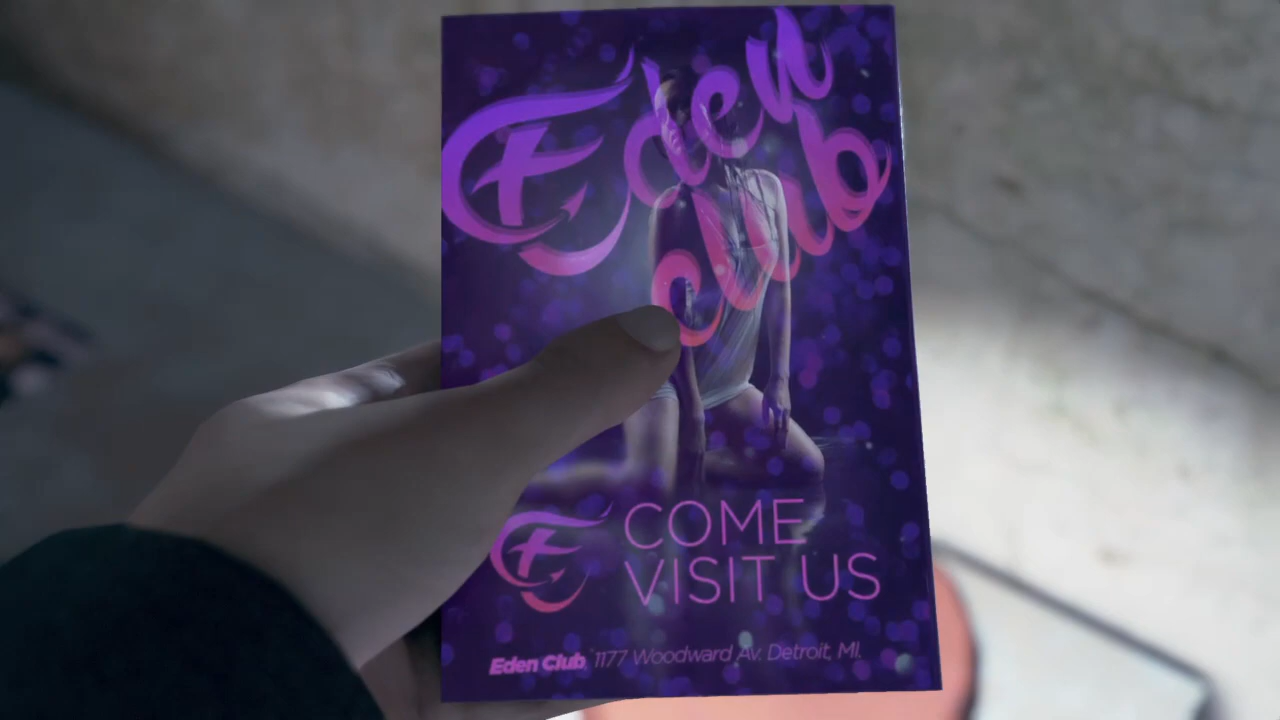 Eden
club
COME
VISIT US
Eden Club 1177 Woodward Av. Detroit, MI.